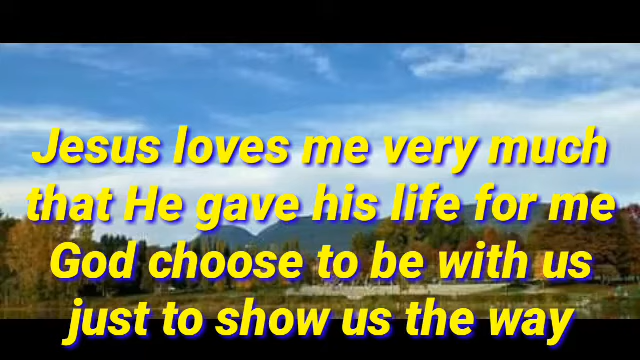 Jesus loves me very much
that He gave his life for me
God choose to be with us
just to show us the way